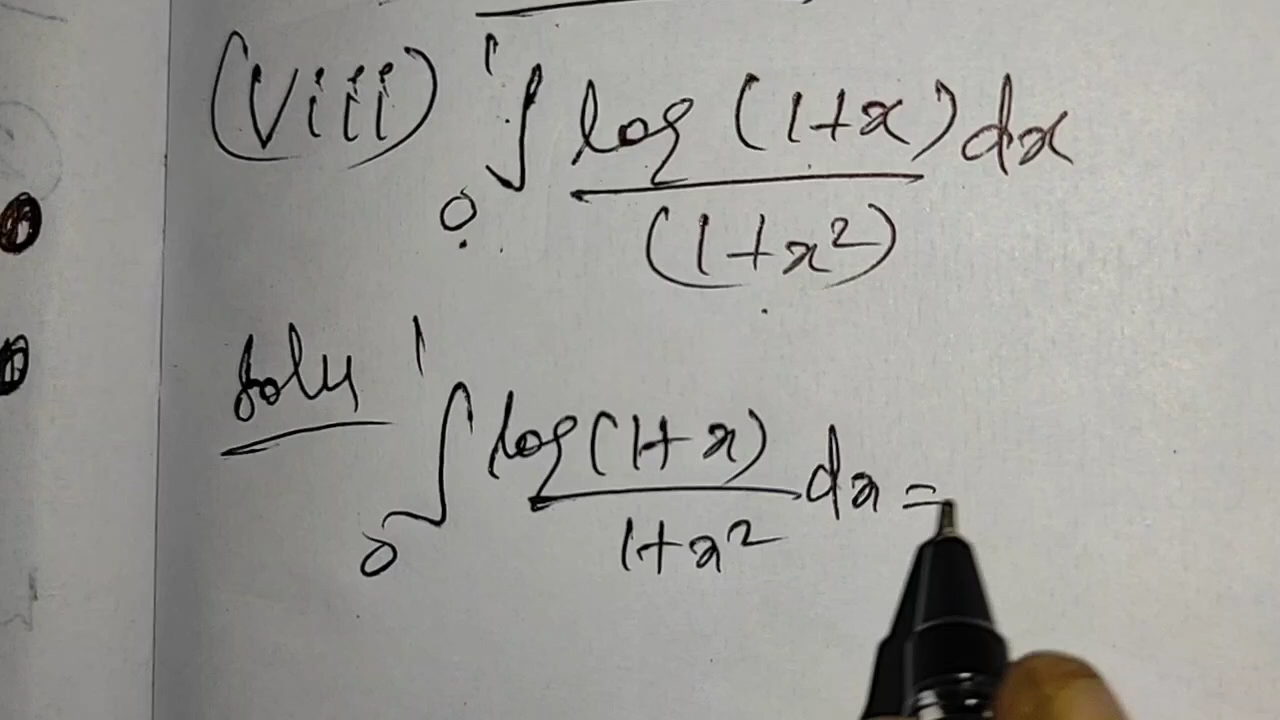 (viii) ∫₀¹ log(1+x)/(1+x²) dx
Soln ∫₀¹ log(1+x)/1+x² dx =